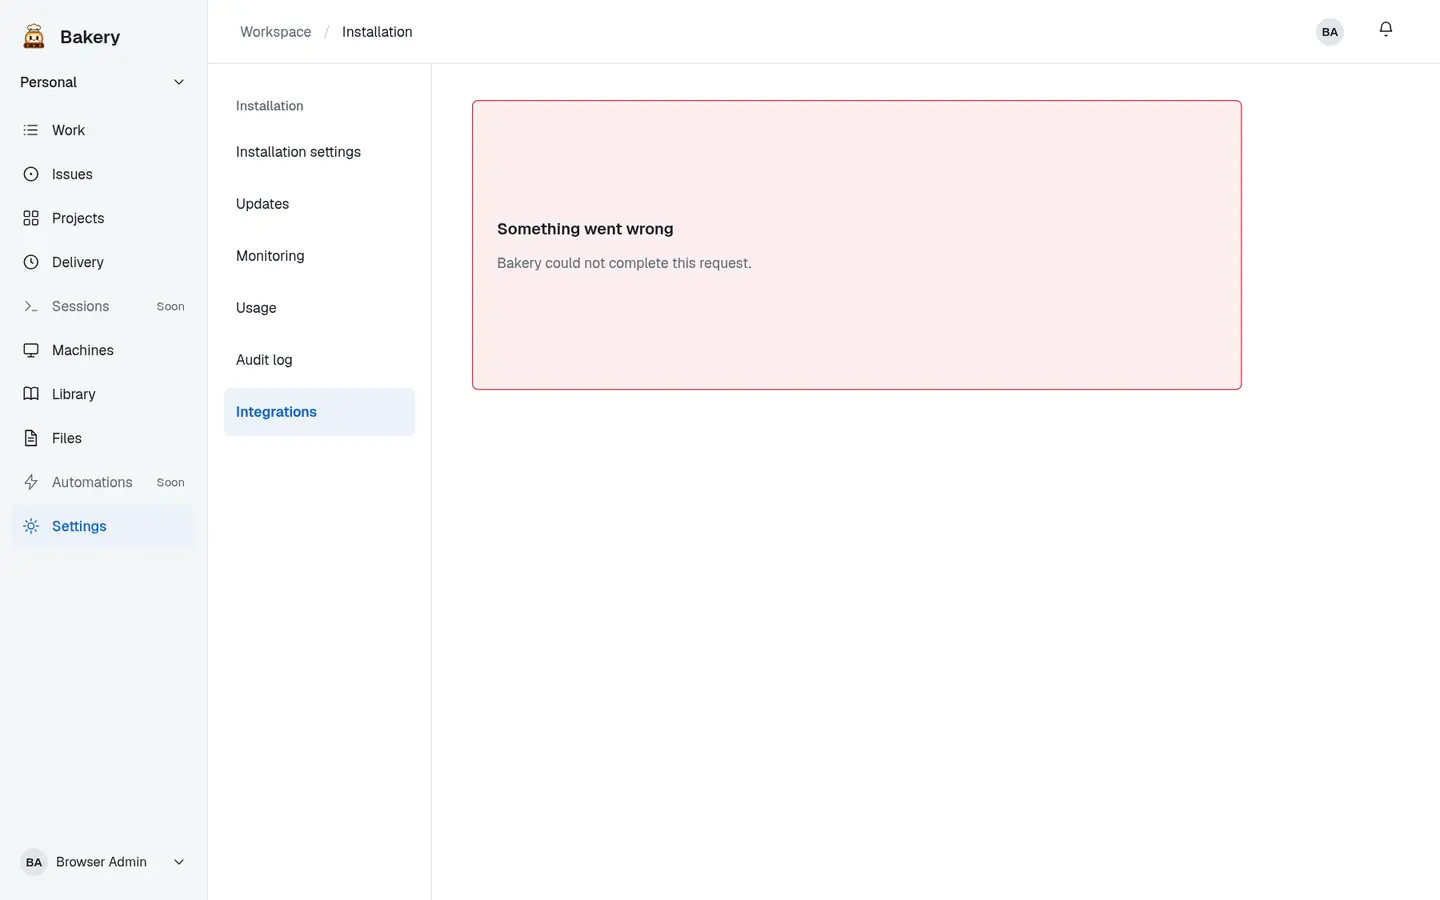 Bakery
Personal
Work
Issues
Projects
Delivery
Sessions Soon
Machines
Library
Files
Automations Soon
Settings
BA Browser Admin
Workspace / Installation
BA
Installation
Installation settings
Updates
Monitoring
Usage
Audit log
Integrations
Something went wrong
Bakery could not complete this request.